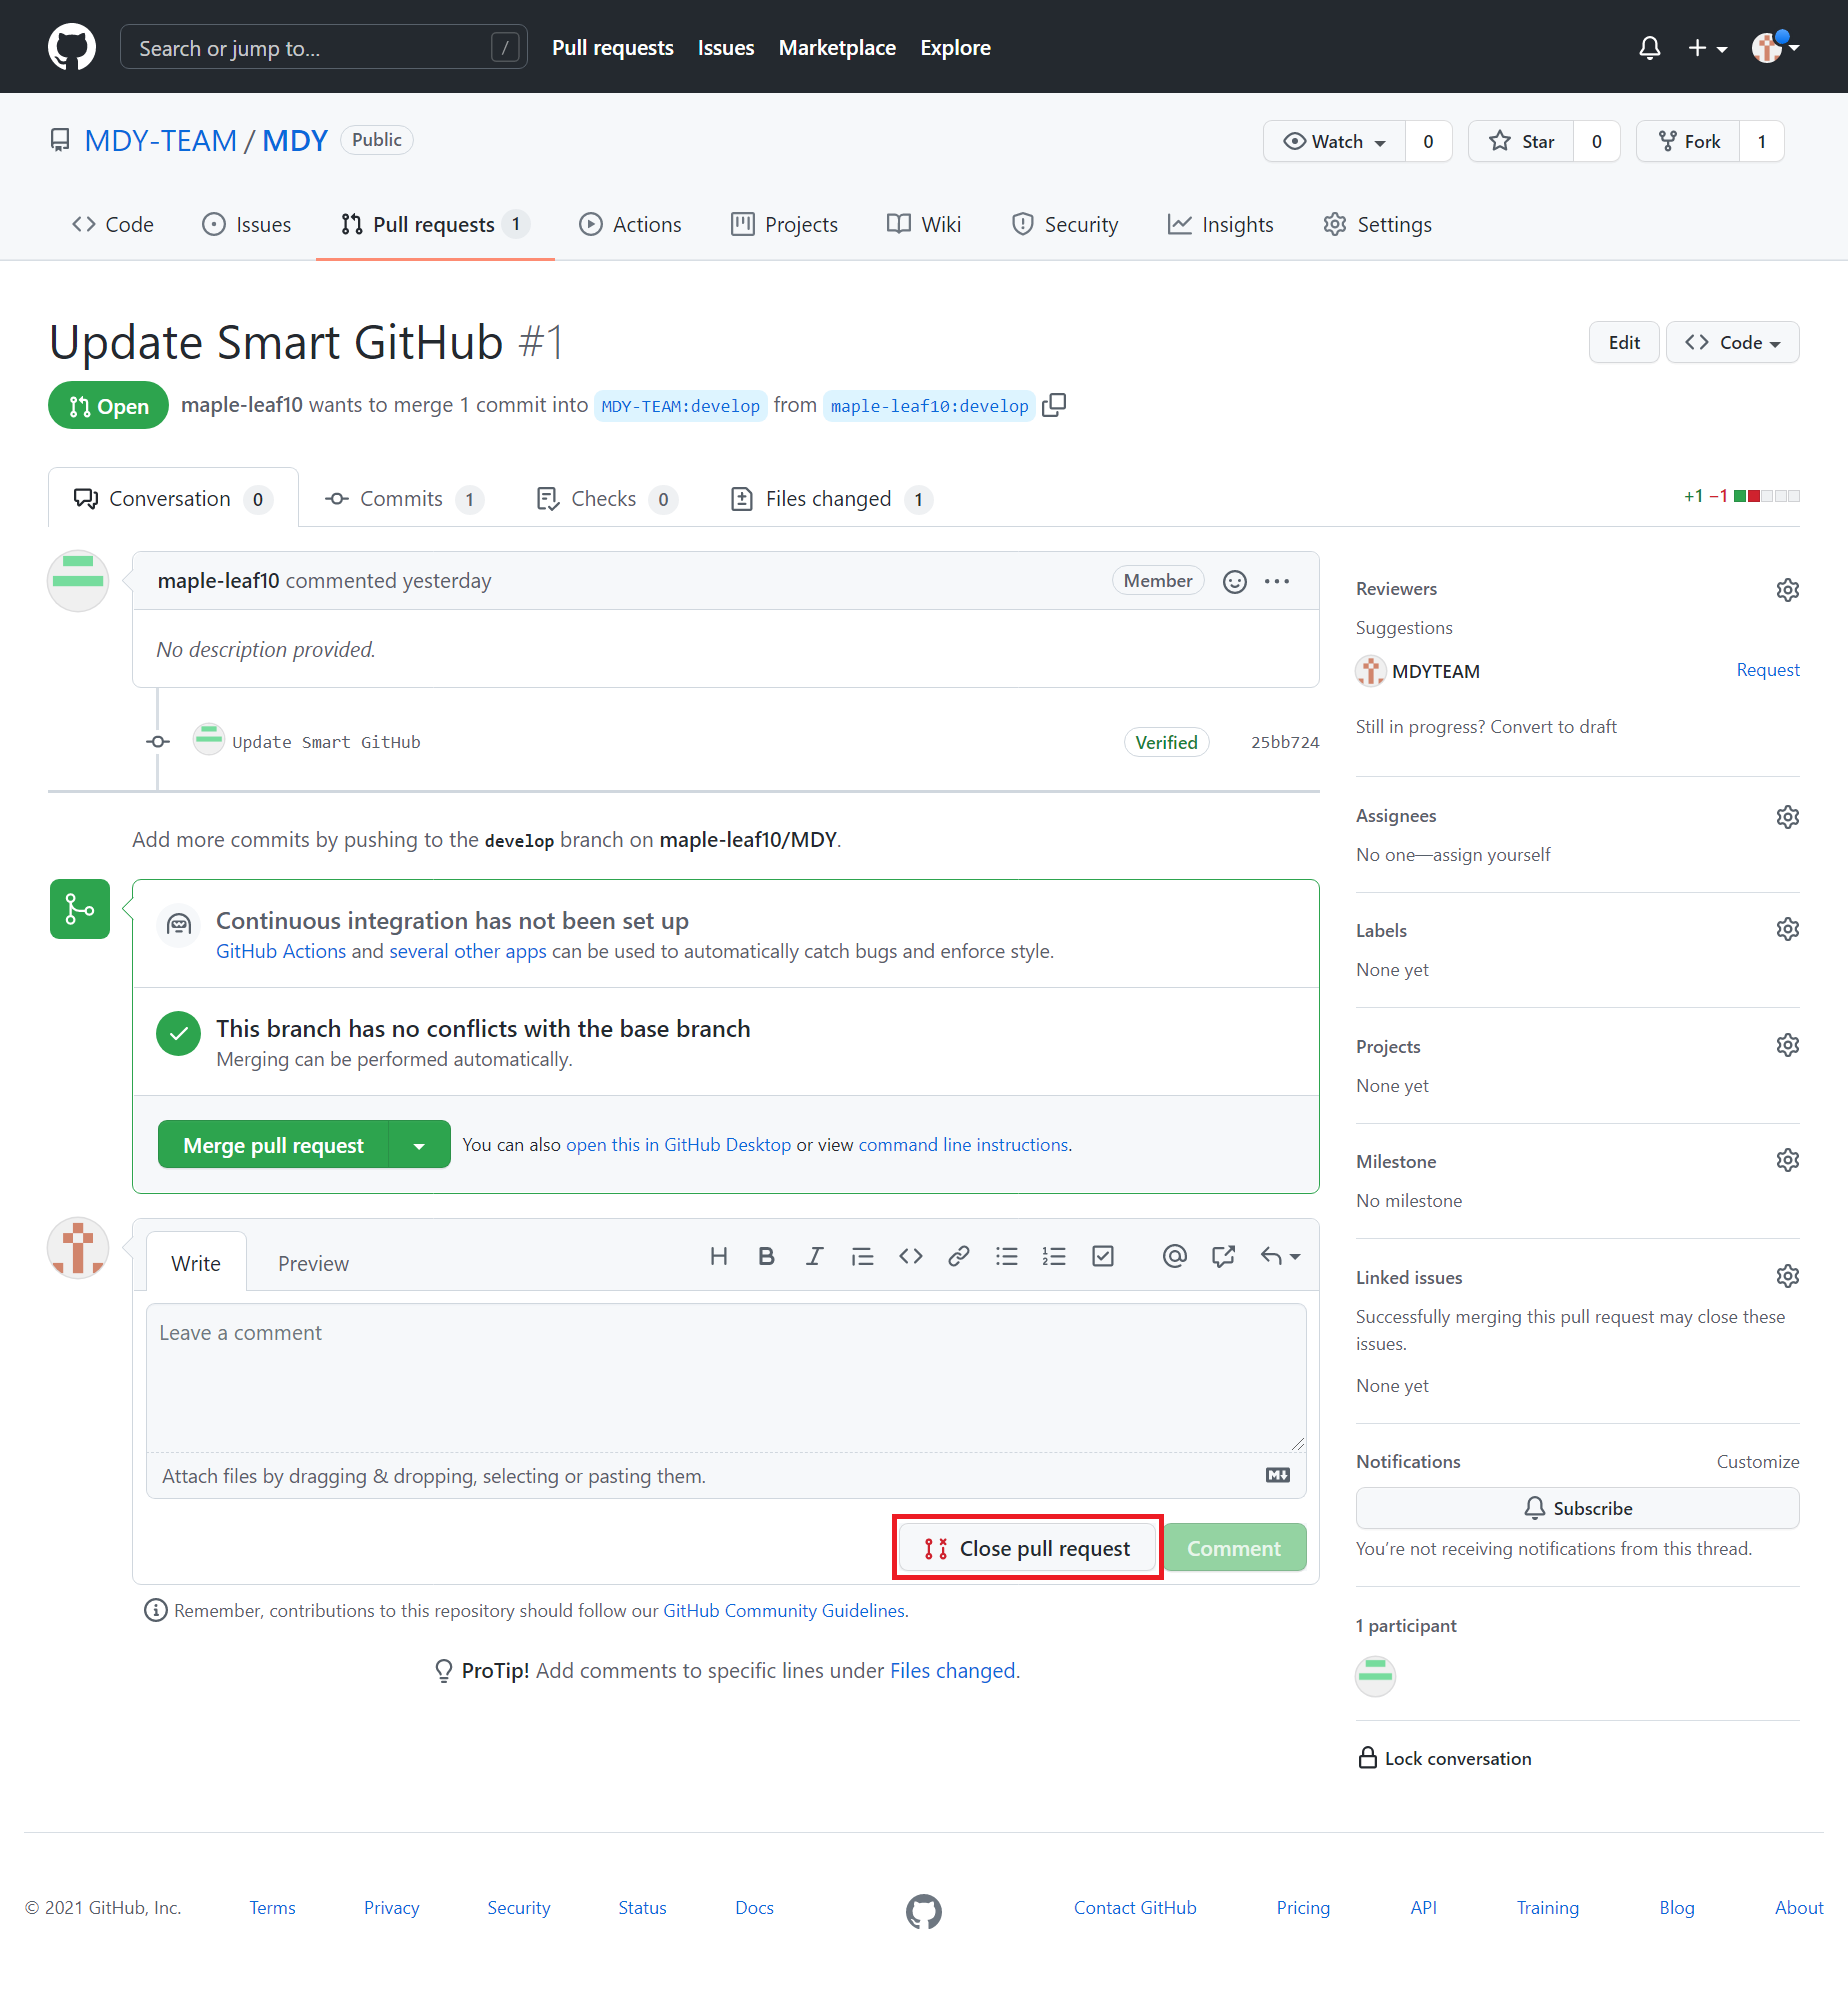 Search or jump to... / Pull requests Issues Marketplace Explore
MDY-TEAM / MDY Public Watch 0 Star 0 Fork 1
Code Issues Pull requests 1 Actions Projects Wiki Security Insights Settings
Update Smart GitHub #1 Edit Code
Open maple-leaf10 wants to merge 1 commit into MDY-TEAM:develop from maple-leaf10:develop
Conversation 0 Commits 1 Checks 0 Files changed 1 +1 −1
maple-leaf10 commented yesterday Member
No description provided.
Update Smart GitHub Verified 25bb724
Add more commits by pushing to the develop branch on maple-leaf10/MDY.
Continuous integration has not been set up
GitHub Actions and several other apps can be used to automatically catch bugs and enforce style.
This branch has no conflicts with the base branch
Merging can be performed automatically.
Merge pull request You can also open this in GitHub Desktop or view command line instructions.
Write Preview
Leave a comment
Attach files by dragging & dropping, selecting or pasting them.
Close pull request Comment
Remember, contributions to this repository should follow our GitHub Community Guidelines.
ProTip! Add comments to specific lines under Files changed.
Reviewers
Suggestions
MDYTEAM Request
Still in progress? Convert to draft
Assignees
No one—assign yourself
Labels
None yet
Projects
None yet
Milestone
No milestone
Linked issues
Successfully merging this pull request may close these
issues.
None yet
Notifications Customize
Subscribe
You’re not receiving notifications from this thread.
1 participant
Lock conversation
© 2021 GitHub, Inc. Terms Privacy Security Status Docs Contact GitHub Pricing API Training Blog About